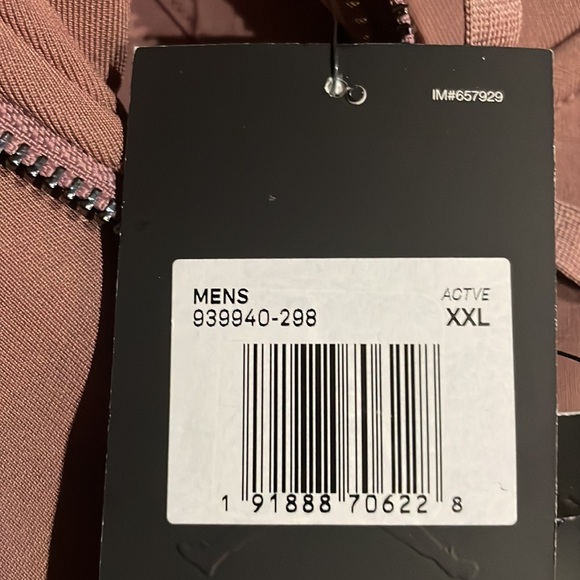 IM#657929
MENS ACTVE
939940-298 XXL
1 91888 70622 8